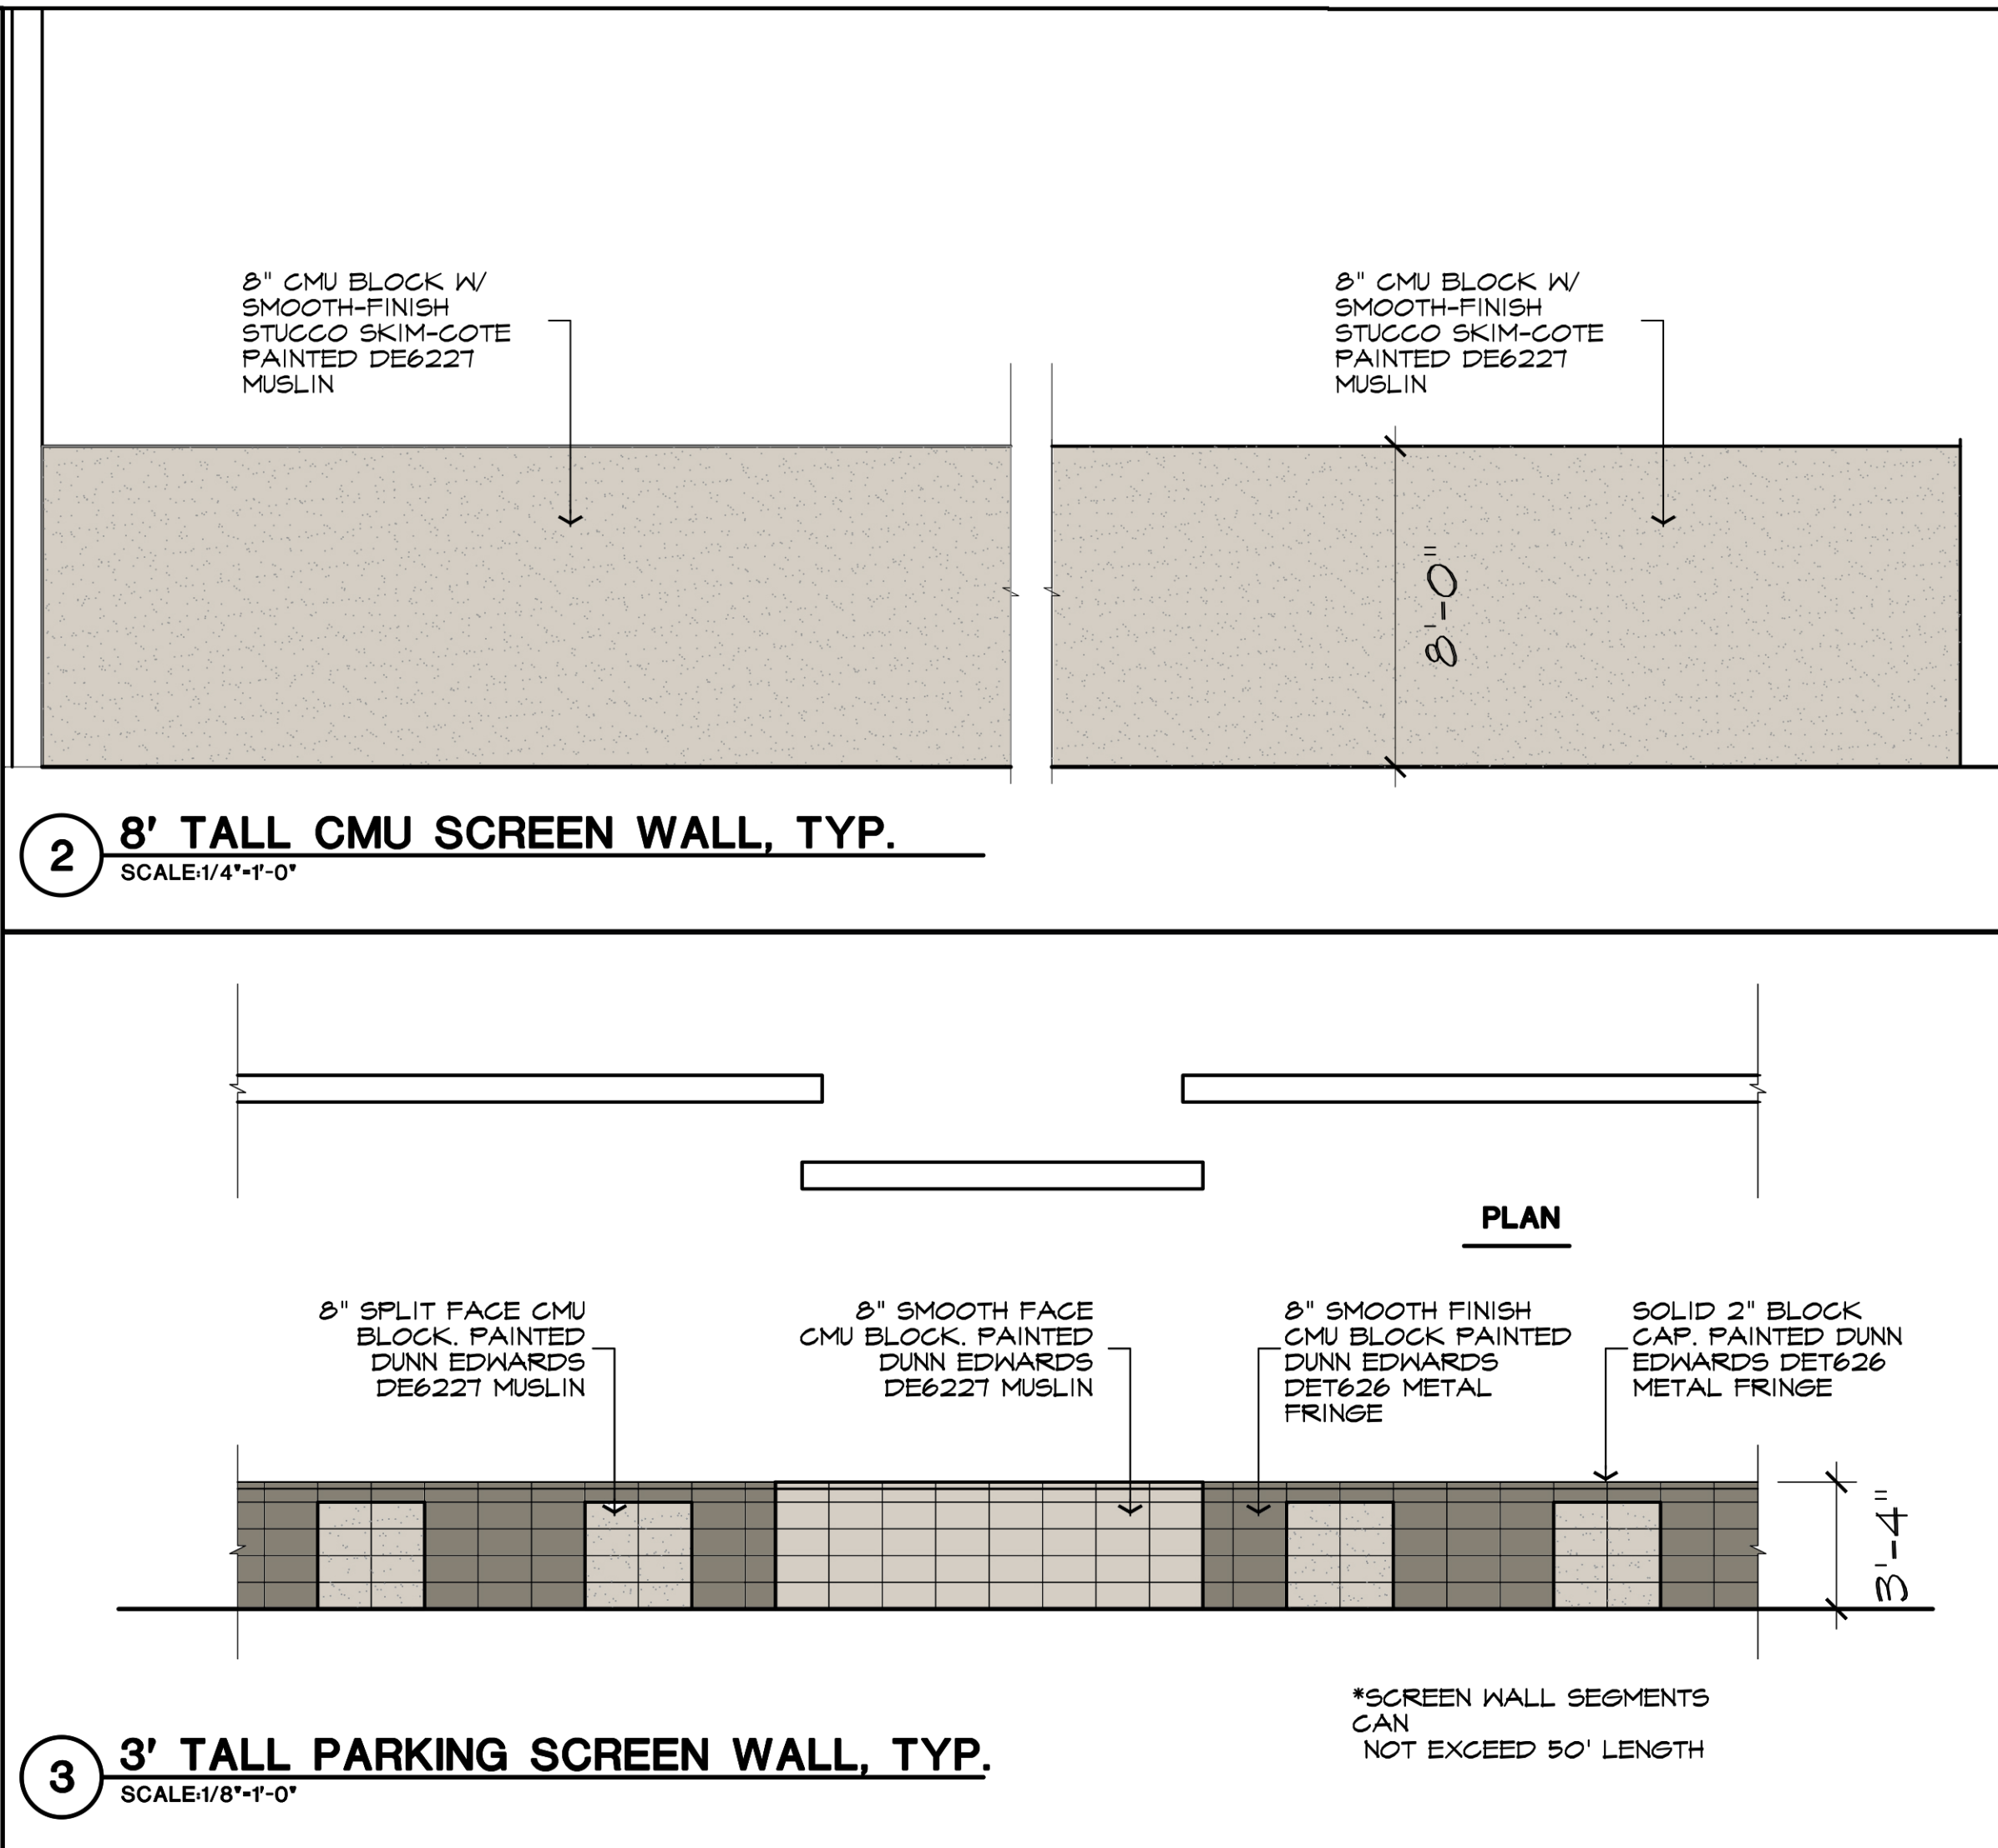 8" CMU BLOCK W/
SMOOTH-FINISH
STUCCO SKIM-COTE
PAINTED DE6227
MUSLIN
8" CMU BLOCK W/
SMOOTH-FINISH
STUCCO SKIM-COTE
PAINTED DE6227
MUSLIN
8'-0"
2
8' TALL CMU SCREEN WALL, TYP.
SCALE:1/4"=1'-0"
PLAN
8" SPLIT FACE CMU
BLOCK. PAINTED
DUNN EDWARDS
DE6227 MUSLIN
8" SMOOTH FACE
CMU BLOCK. PAINTED
DUNN EDWARDS
DE6227 MUSLIN
8" SMOOTH FINISH
CMU BLOCK PAINTED
DUNN EDWARDS
DET626 METAL
FRINGE
SOLID 2" BLOCK
CAP. PAINTED DUNN
EDWARDS DET626
METAL FRINGE
3'-4"
*SCREEN WALL SEGMENTS
CAN
NOT EXCEED 50' LENGTH
3
3' TALL PARKING SCREEN WALL, TYP.
SCALE:1/8"=1'-0"